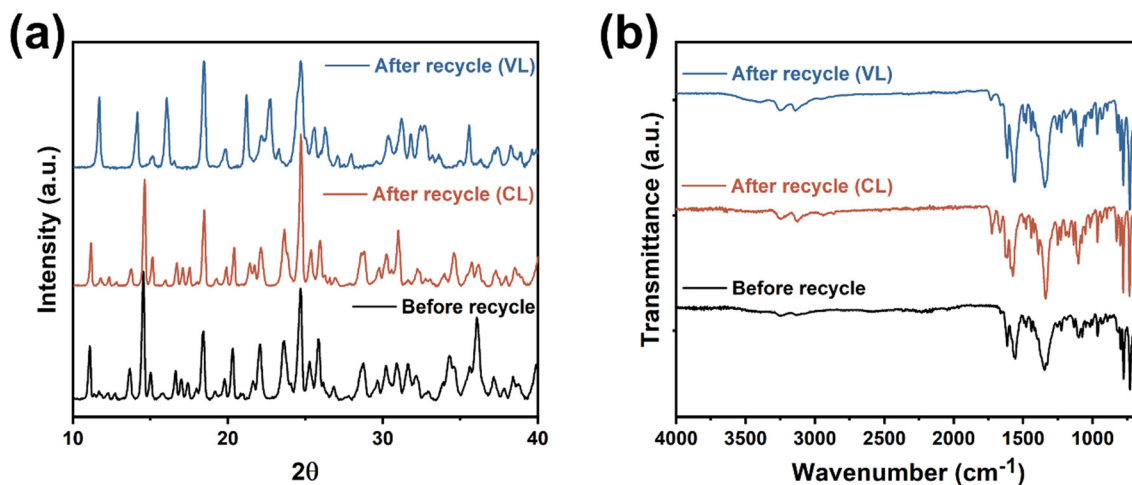 (a)
After recycle (VL)
After recycle (CL)
Before recycle
Intensity (a.u.)
10 20 30 40
2θ
(b)
After recycle (VL)
After recycle (CL)
Before recycle
Transmittance (a.u.)
4000 3500 3000 2500 2000 1500 1000
Wavenumber (cm⁻¹)